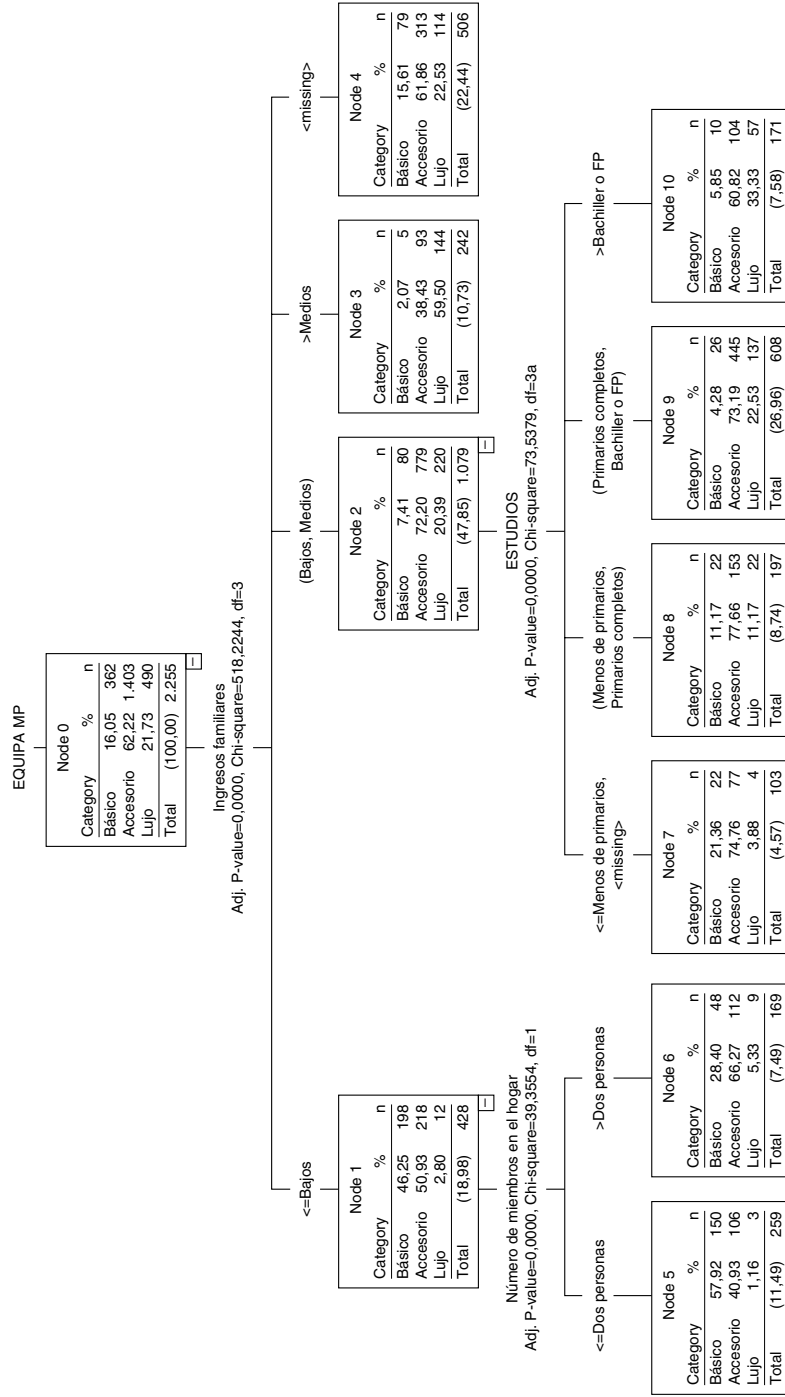 EQUIPA MP
Node 0
Category % n
Básico 16,05 362
Accesorio 62,22 1.403
Lujo 21,73 490
Total (100,00) 2.255
Ingresos familiares
Adj. P-value=0,0000, Chi-square=518,2244, df=3
<=Bajos
Node 1
Category % n
Básico 46,25 198
Accesorio 50,93 218
Lujo 2,80 12
Total (18,98) 428
(Bajos, Medios)
Node 2
Category % n
Básico 7,41 80
Accesorio 72,20 779
Lujo 20,39 220
Total (47,85) 1.079
>Medios
Node 3
Category % n
Básico 2,07 5
Accesorio 38,43 93
Lujo 59,50 144
Total (10,73) 242
<missing>
Node 4
Category % n
Básico 15,61 79
Accesorio 61,86 313
Lujo 22,53 114
Total (22,44) 506
Número de miembros en el hogar
Adj. P-value=0,0000, Chi-square=39,3554, df=1
<=Dos personas
Node 5
Category % n
Básico 57,92 150
Accesorio 40,93 106
Lujo 1,16 3
Total (11,49) 259
>Dos personas
Node 6
Category % n
Básico 28,40 48
Accesorio 66,27 112
Lujo 5,33 9
Total (7,49) 169
ESTUDIOS
Adj. P-value=0,0000, Chi-square=73,5379, df=3a
<=Menos de primarios,
<missing>
Node 7
Category % n
Básico 21,36 22
Accesorio 74,76 77
Lujo 3,88 4
Total (4,57) 103
(Menos de primarios,
Primarios completos)
Node 8
Category % n
Básico 11,17 22
Accesorio 77,66 153
Lujo 11,17 22
Total (8,74) 197
(Primarios completos,
Bachiller o FP)
Node 9
Category % n
Básico 4,28 26
Accesorio 73,19 445
Lujo 22,53 137
Total (26,96) 608
>Bachiller o FP
Node 10
Category % n
Básico 5,85 10
Accesorio 60,82 104
Lujo 33,33 57
Total (7,58) 171